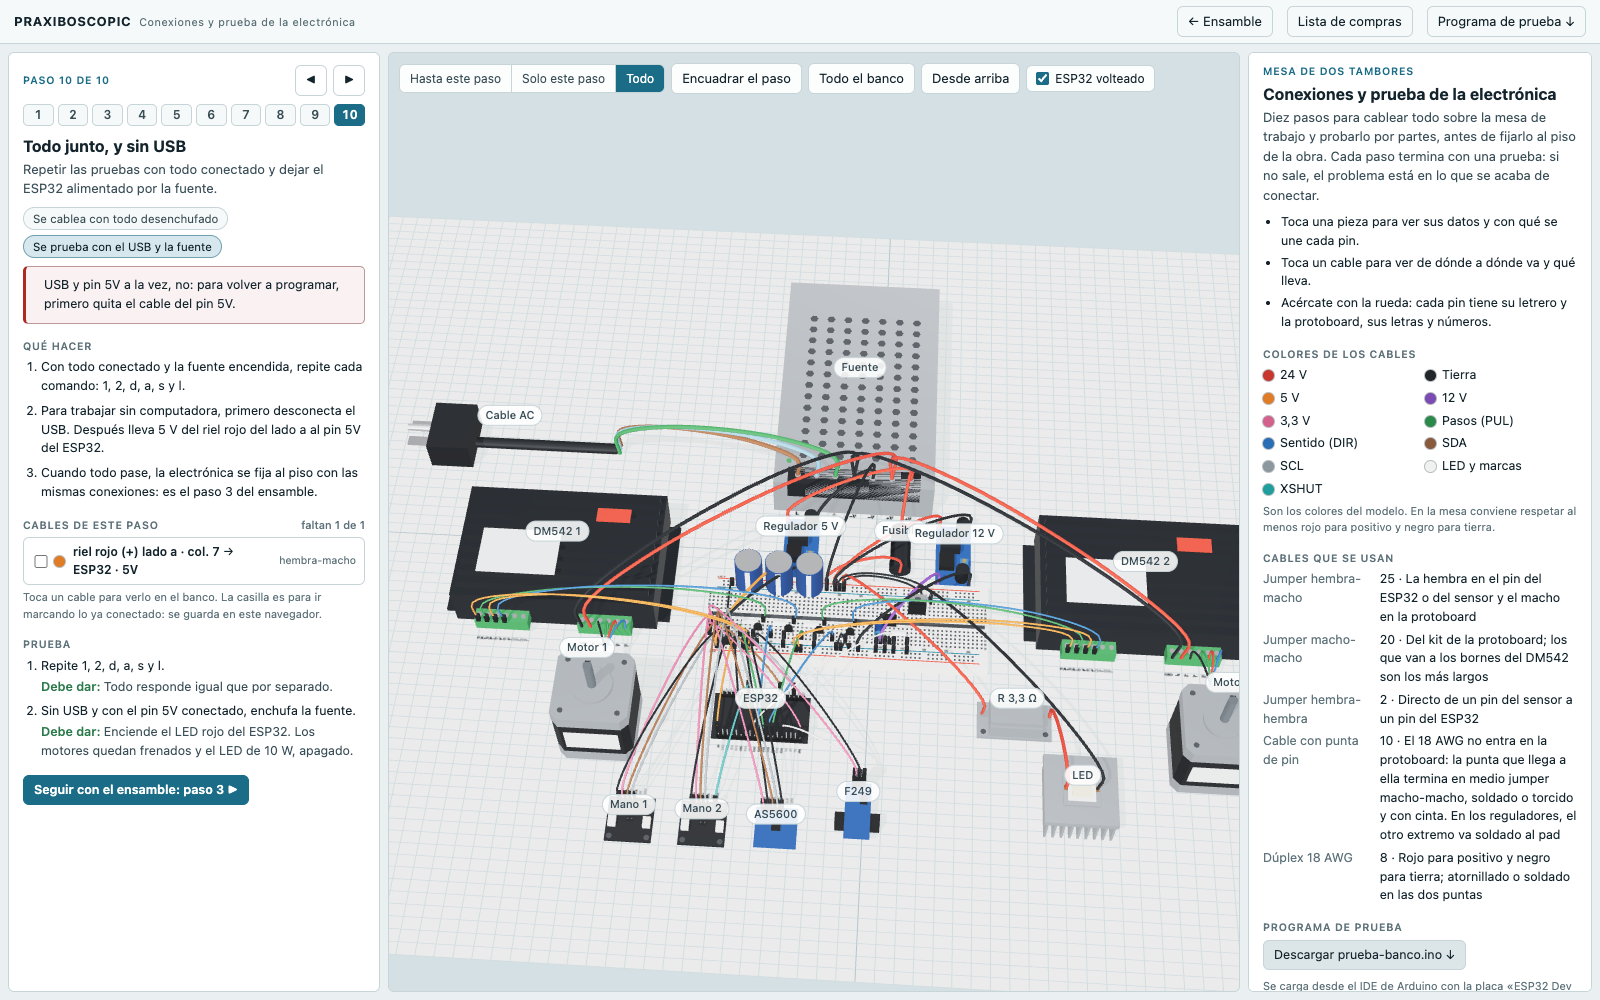 PRAXIBOSCOPIC Conexiones y prueba de la electrónica
← Ensamble
Lista de compras
Programa de prueba ↓
PASO 10 DE 10
◄
►
1 2 3 4 5 6 7 8 9 10
Todo junto, y sin USB
Repetir las pruebas con todo conectado y dejar el
ESP32 alimentado por la fuente.
Se cablea con todo desenchufado
Se prueba con el USB y la fuente
USB y pin 5V a la vez, no: para volver a programar,
primero quita el cable del pin 5V.
QUÉ HACER
1. Con todo conectado y la fuente encendida, repite cada
comando: 1, 2, d, a, s y l.
2. Para trabajar sin computadora, primero desconecta el
USB. Después lleva 5 V del riel rojo del lado a al pin 5V
del ESP32.
3. Cuando todo pase, la electrónica se fija al piso con las
mismas conexiones: es el paso 3 del ensamble.
CABLES DE ESTE PASO
faltan 1 de 1
riel rojo (+) lado a · col. 7 →
ESP32 · 5V
hembra-macho
Toca un cable para verlo en el banco. La casilla es para ir
marcando lo ya conectado: se guarda en este navegador.
PRUEBA
1. Repite 1, 2, d, a, s y l.
Debe dar: Todo responde igual que por separado.
2. Sin USB y con el pin 5V conectado, enchufa la fuente.
Debe dar: Enciende el LED rojo del ESP32. Los
motores quedan frenados y el LED de 10 W, apagado.
Seguir con el ensamble: paso 3 ►
Hasta este paso
Solo este paso
Todo
Encuadrar el paso
Todo el banco
Desde arriba
ESP32 volteado
Fuente
Cable AC
DM542 1
Regulador 5 V
Fusib
Regulador 12 V
DM542 2
Motor 1
Moto
ESP32
R 3,3 Ω
LED
F249
Mano 1
Mano 2
AS5600
MESA DE DOS TAMBORES
Conexiones y prueba de la electrónica
Diez pasos para cablear todo sobre la mesa de
trabajo y probarlo por partes, antes de fijarlo al piso
de la obra. Cada paso termina con una prueba: si
no sale, el problema está en lo que se acaba de
conectar.
• Toca una pieza para ver sus datos y con qué se
une cada pin.
• Toca un cable para ver de dónde a dónde va y qué
lleva.
• Acércate con la rueda: cada pin tiene su letrero y
la protoboard, sus letras y números.
COLORES DE LOS CABLES
24 V
Tierra
5 V
12 V
3,3 V
Pasos (PUL)
Sentido (DIR)
SDA
SCL
LED y marcas
XSHUT
Son los colores del modelo. En la mesa conviene respetar al
menos rojo para positivo y negro para tierra.
CABLES QUE SE USAN
Jumper hembra-
macho
25 · La hembra en el pin del
ESP32 o del sensor y el macho
en la protoboard
Jumper macho-
macho
20 · Del kit de la protoboard; los
que van a los bornes del DM542
son los más largos
Jumper hembra-
hembra
2 · Directo de un pin del sensor a
un pin del ESP32
Cable con punta
de pin
10 · El 18 AWG no entra en la
protoboard: la punta que llega a
ella termina en medio jumper
macho-macho, soldado o torcido
y con cinta. En los reguladores, el
otro extremo va soldado al pad
Dúplex 18 AWG
8 · Rojo para positivo y negro
para tierra; atornillado o soldado
en las dos puntas
PROGRAMA DE PRUEBA
Descargar prueba-banco.ino ↓
Se carga desde el IDE de Arduino con la placa «ESP32 Dev